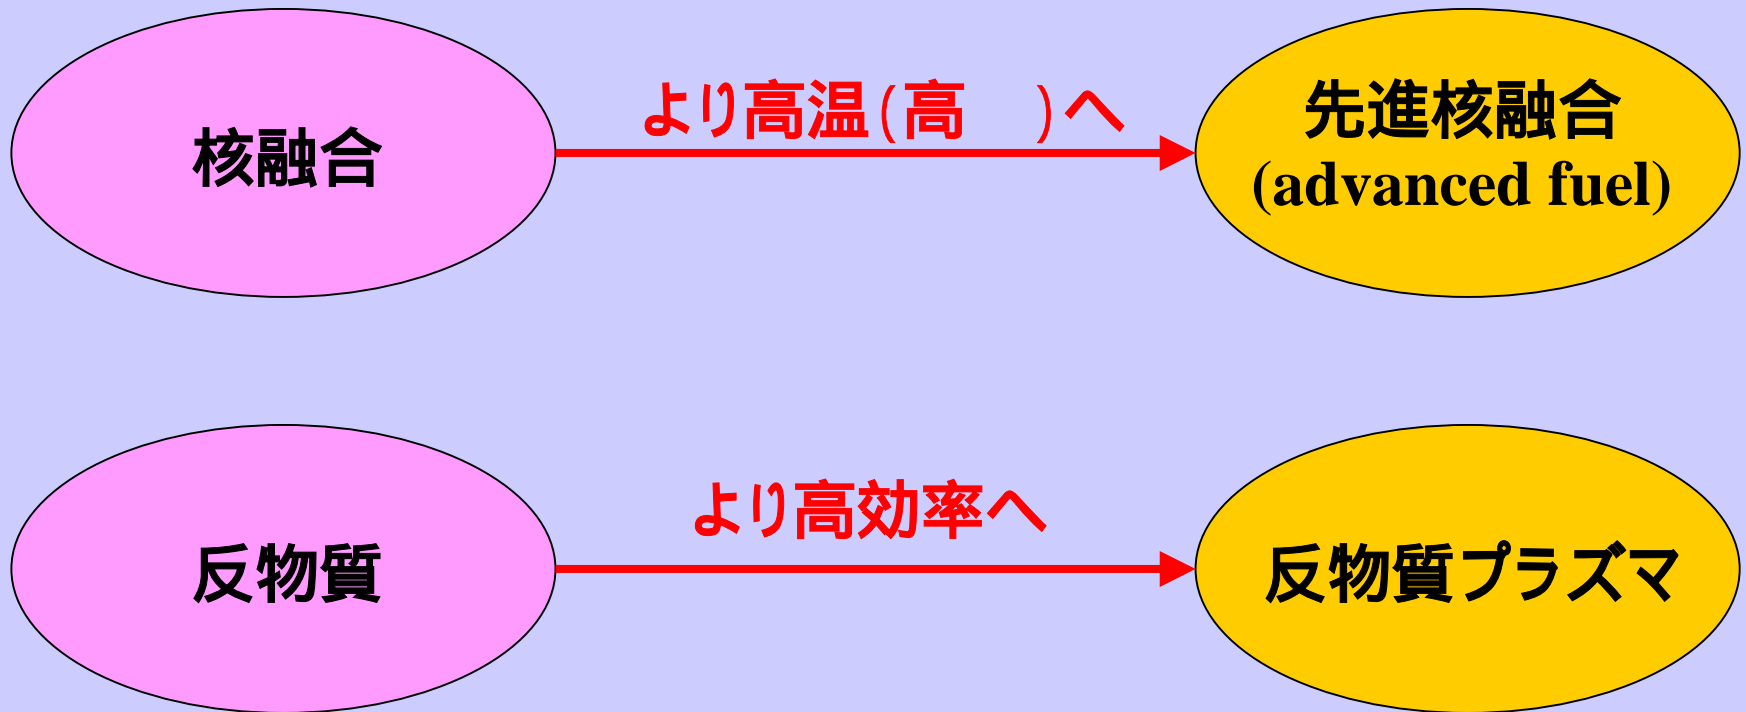 核融合
より高温(高　)へ
先進核融合
(advanced fuel)
反物質
より高効率へ
反物質プラズマ